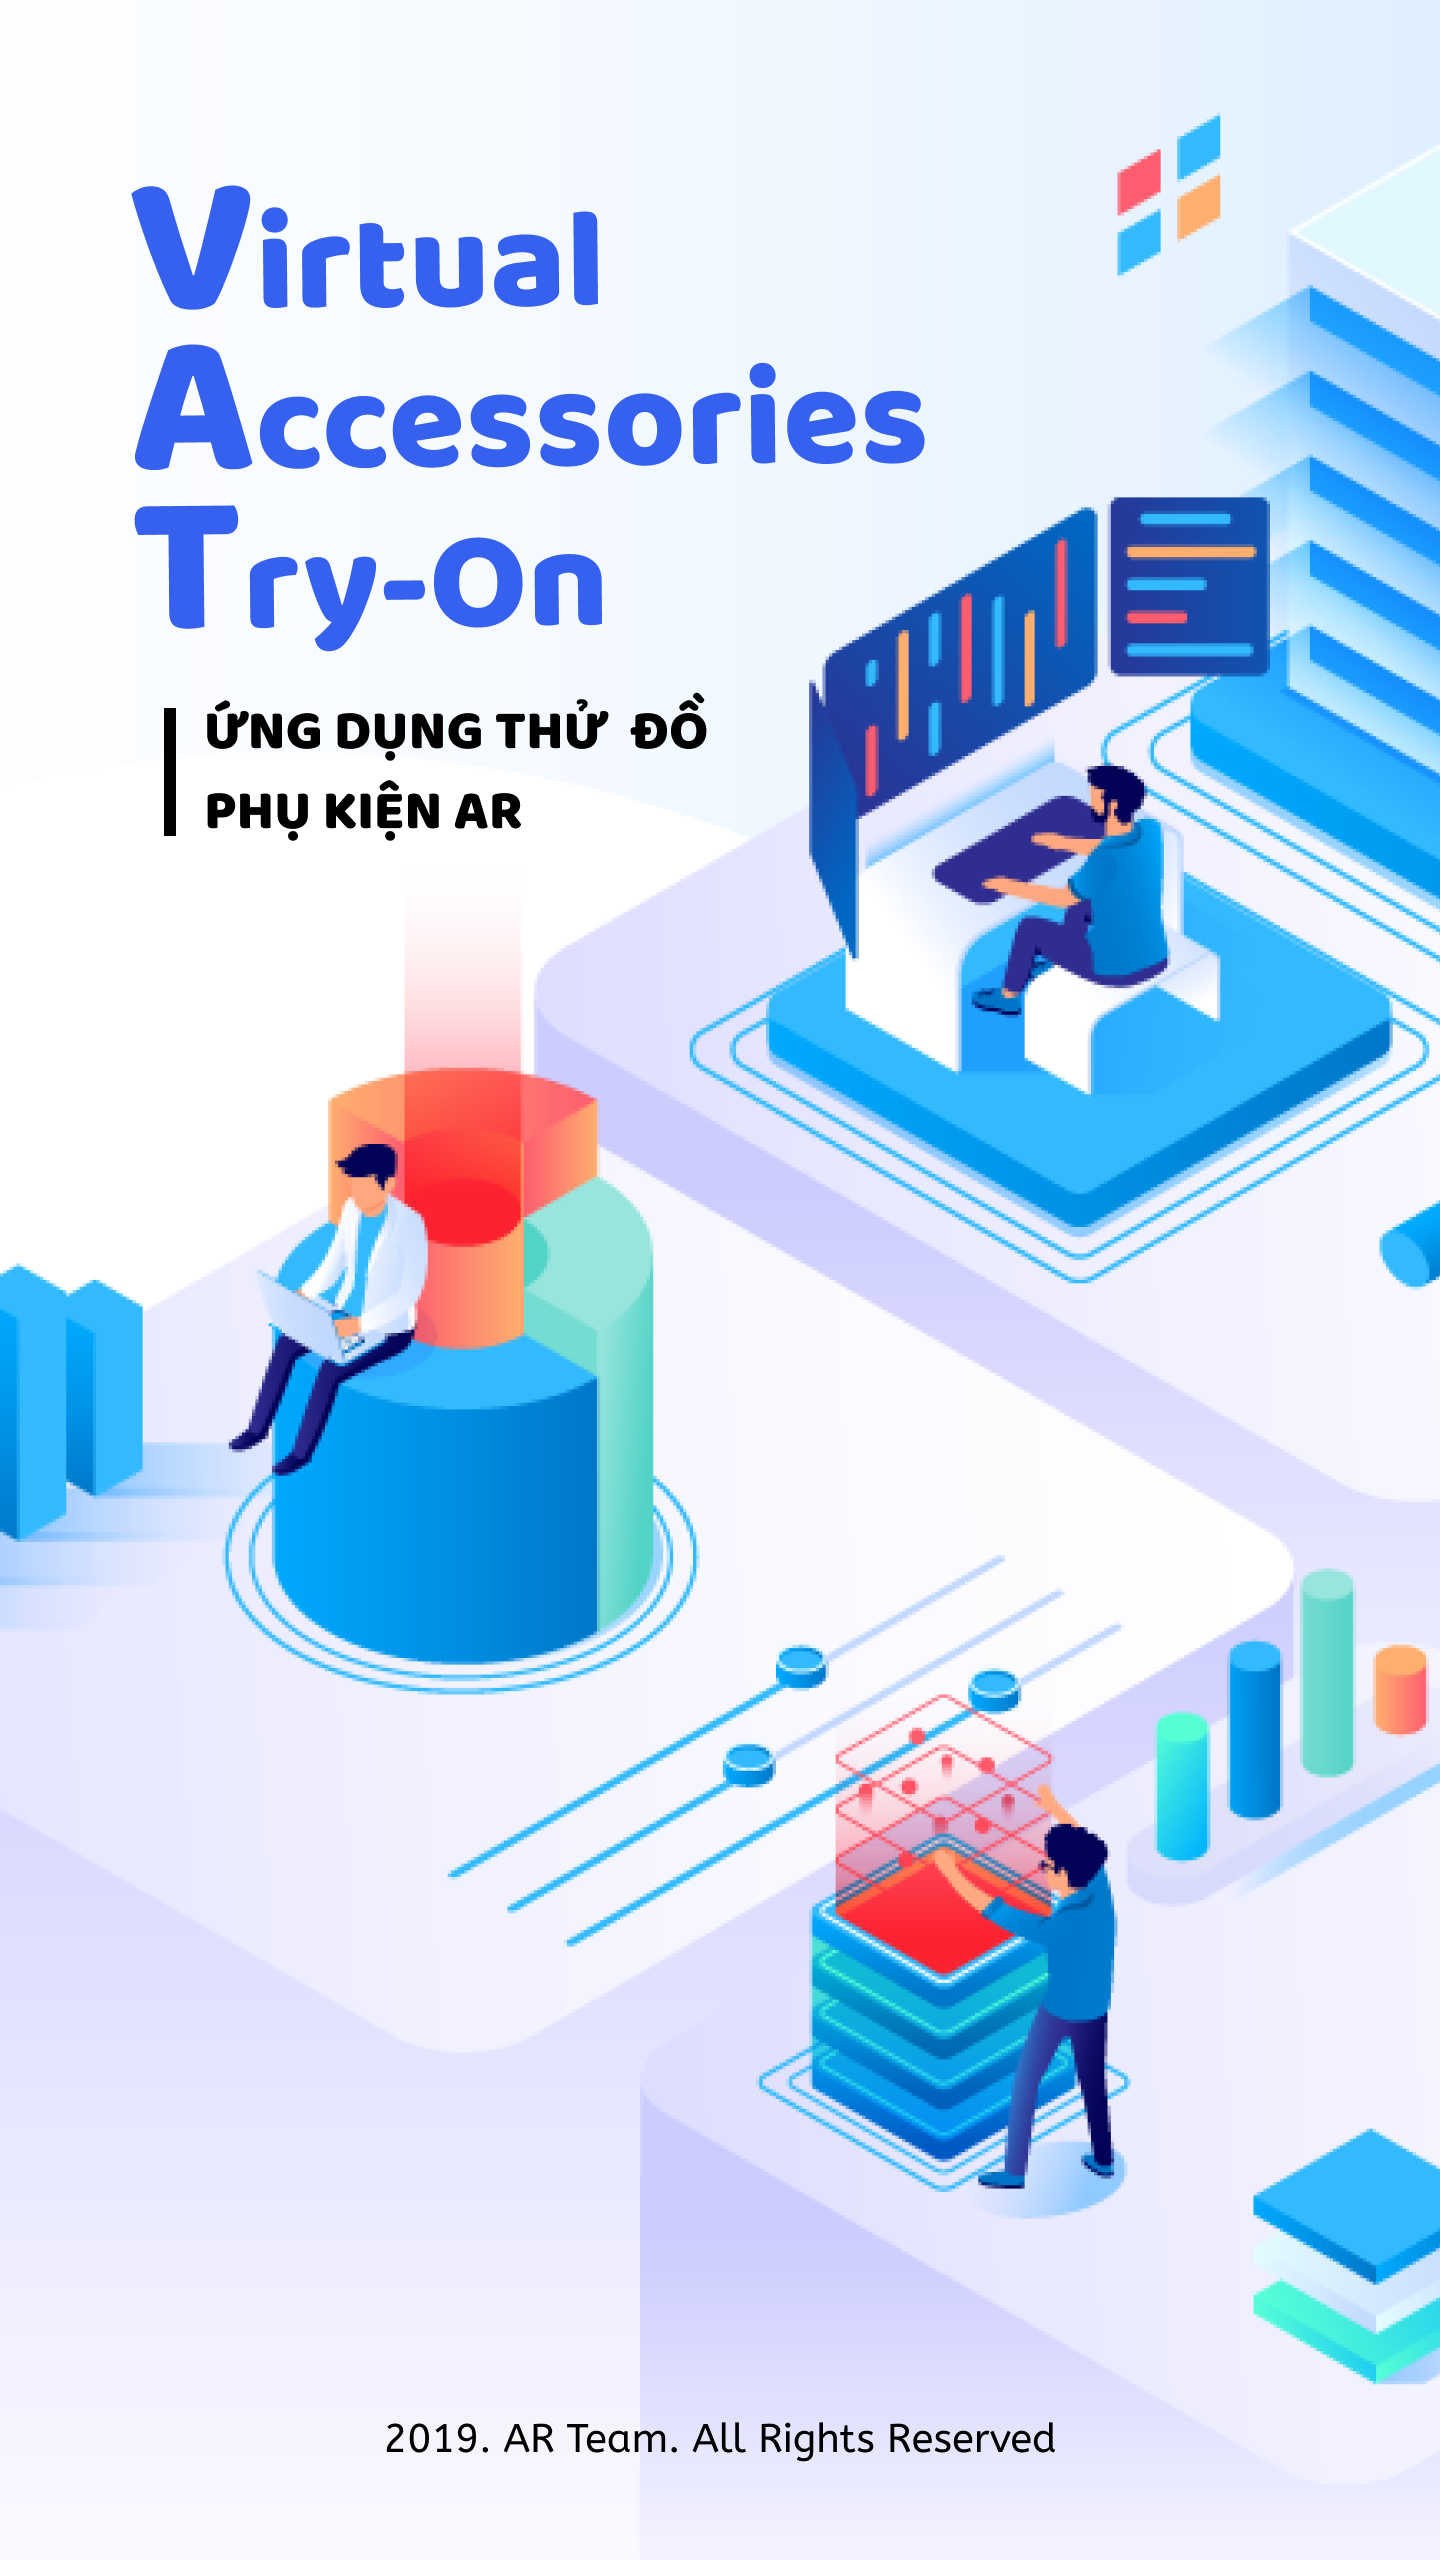 Virtual
Accessories
Try-On
ỨNG DỤNG THỬ ĐỒ
PHỤ KIỆN AR
2019. AR Team. All Rights Reserved